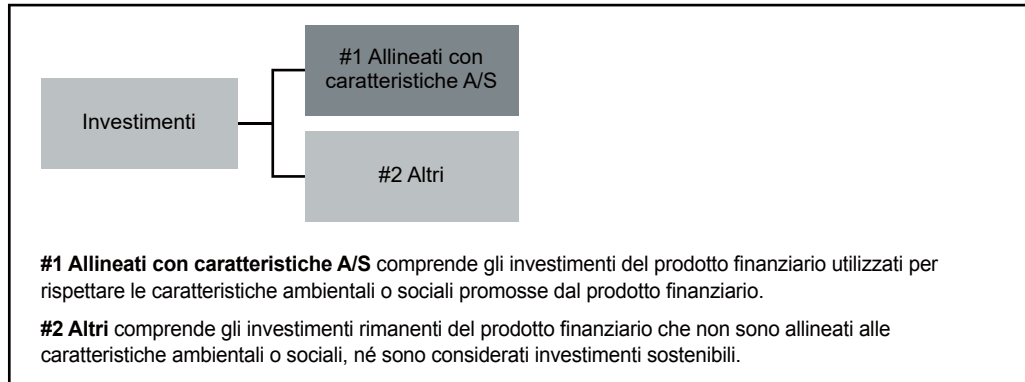 #1 Allineati con
caratteristiche A/S
Investimenti
#2 Altri
#1 Allineati con caratteristiche A/S comprende gli investimenti del prodotto finanziario utilizzati per
rispettare le caratteristiche ambientali o sociali promosse dal prodotto finanziario.
#2 Altri comprende gli investimenti rimanenti del prodotto finanziario che non sono allineati alle
caratteristiche ambientali o sociali, né sono considerati investimenti sostenibili.